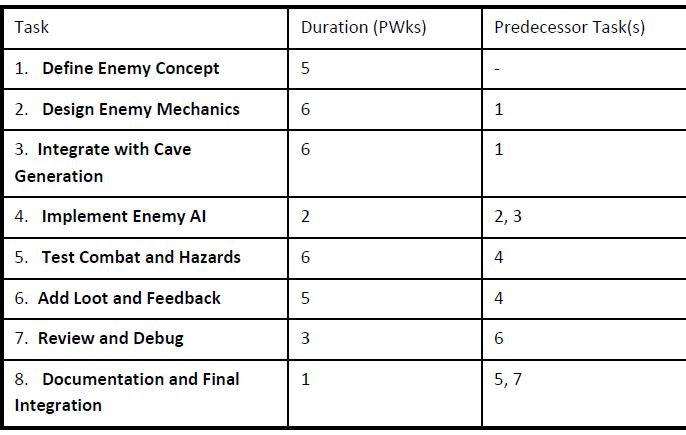 Task Duration (PWks) Predecessor Task(s)
1. Define Enemy Concept 5 -
2. Design Enemy Mechanics 6 1
3. Integrate with Cave 6 1
Generation
4. Implement Enemy AI 2 2, 3
5. Test Combat and Hazards 6 4
6. Add Loot and Feedback 5 4
7. Review and Debug 3 6
8. Documentation and Final 1 5, 7
Integration